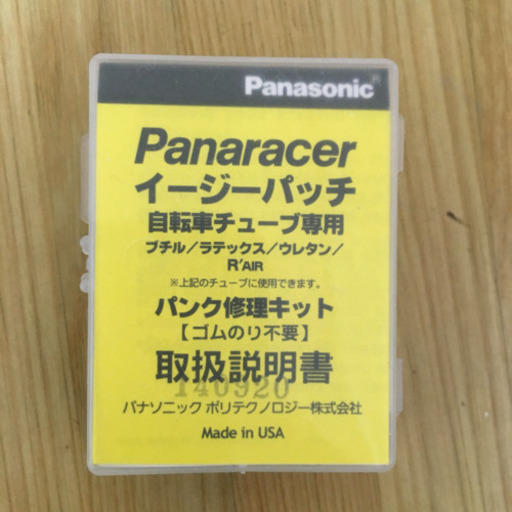 Panasonic®
Panaracer
イージーパッチ
自転車チューブ専用
ブチル／ラテックス／ウレタン／
R'AIR
※上記のチューブに使用できます。
パンク修理キット
【ゴムのり不要】
取扱説明書
140920
パナソニック ポリテクノロジー株式会社
Made in USA